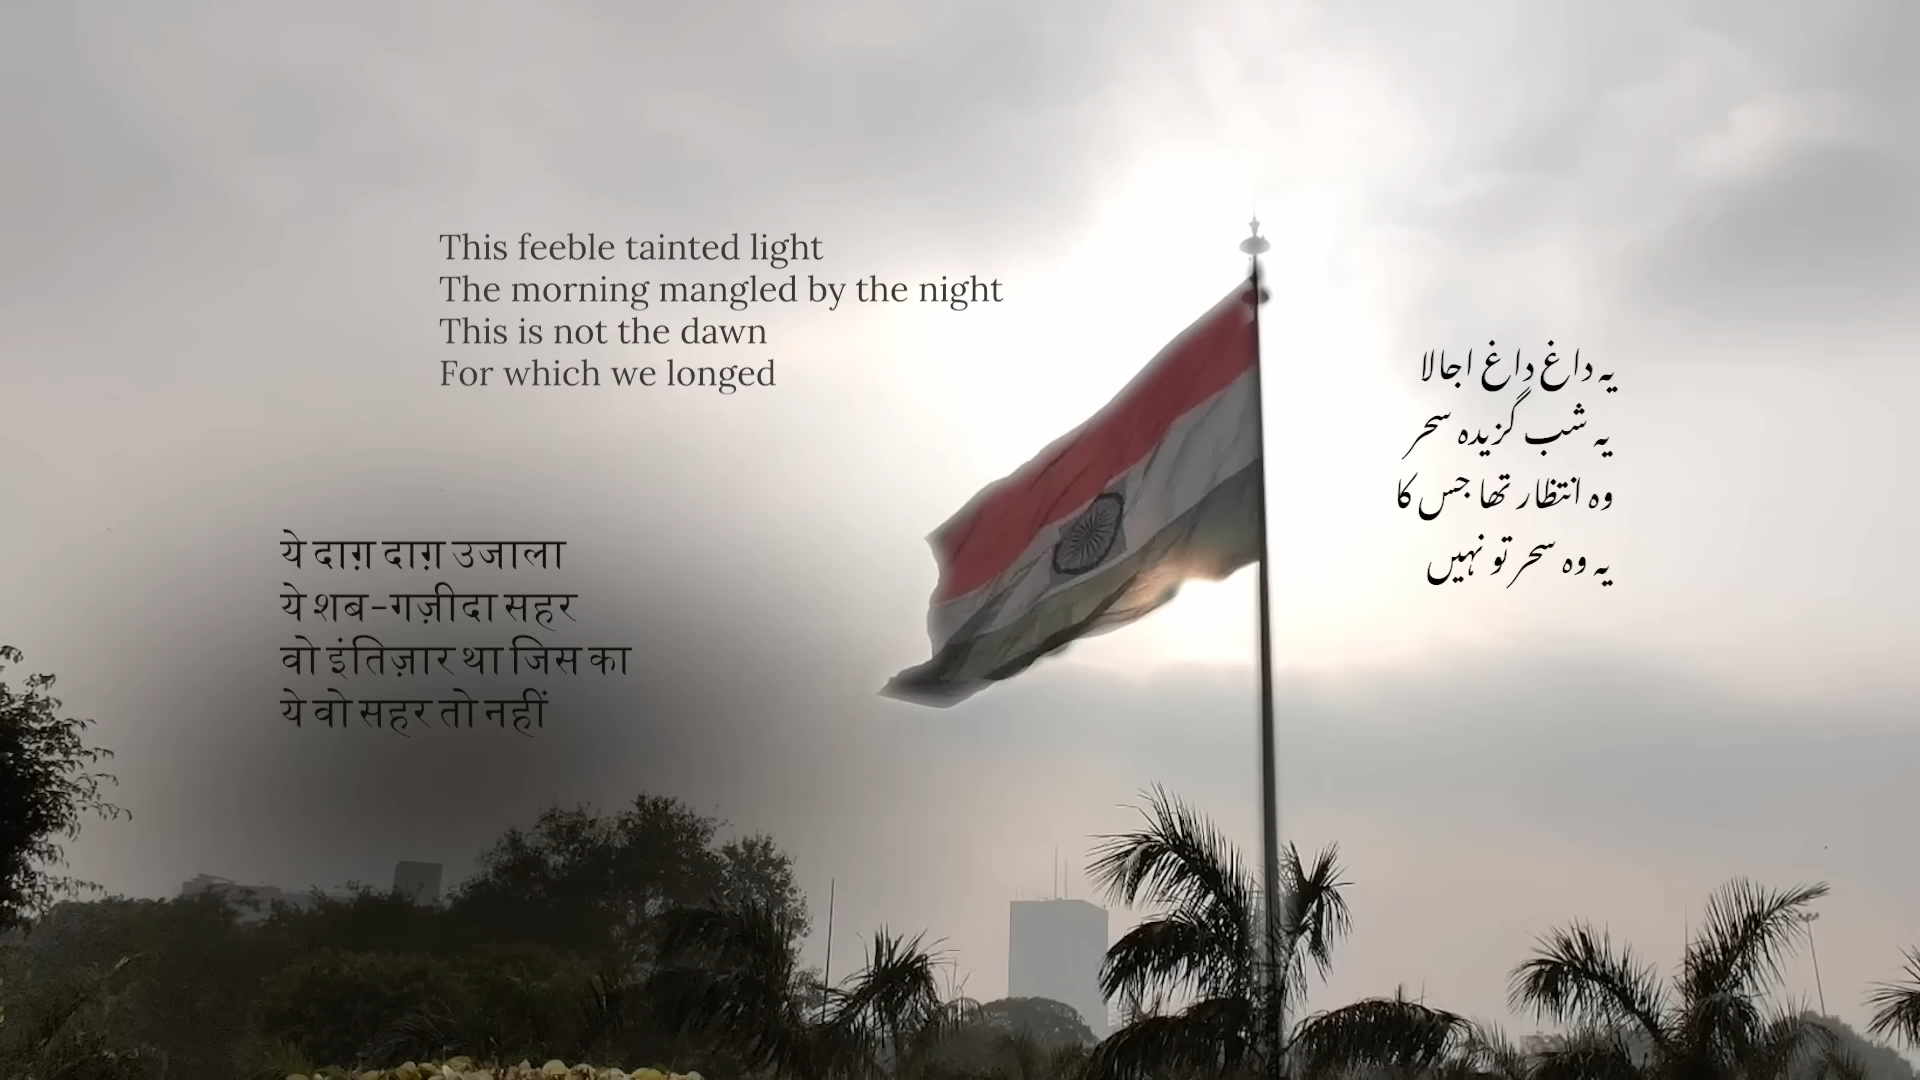 This feeble tainted light
The morning mangled by the night
This is not the dawn
For which we longed
یہ داغ داغ اجالا
یہ شب گزیدہ سحر
وہ انتظار تھا جس کا
یہ وہ سحر تو نہیں
ये दाग़ दाग़ उजाला
ये शब-गज़ीदा सहर
वो इंतिज़ार था जिस का
ये वो सहर तो नहीं